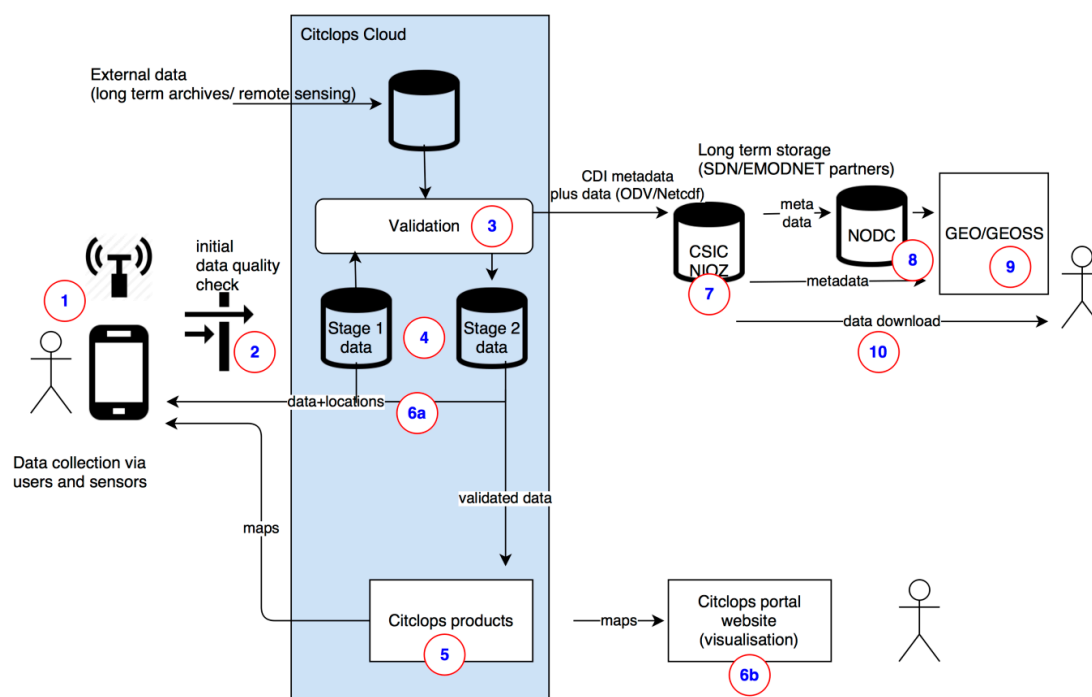 Citclops Cloud
External data
(long term archives/ remote sensing)
Long term storage
(SDN/EMODNET partners)
CDI metadata
plus data (ODV/Netcdf)
meta
data
Validation
3
CSIC
NIOZ
7
NODC
8
GEO/GEOSS
9
metadata
data download
10
initial
data quality
check
1
2
Stage 1
data
4
Stage 2
data
data+locations
6a
Data collection via
users and sensors
validated data
maps
Citclops products
5
maps
Citclops portal
website
(visualisation)
6b